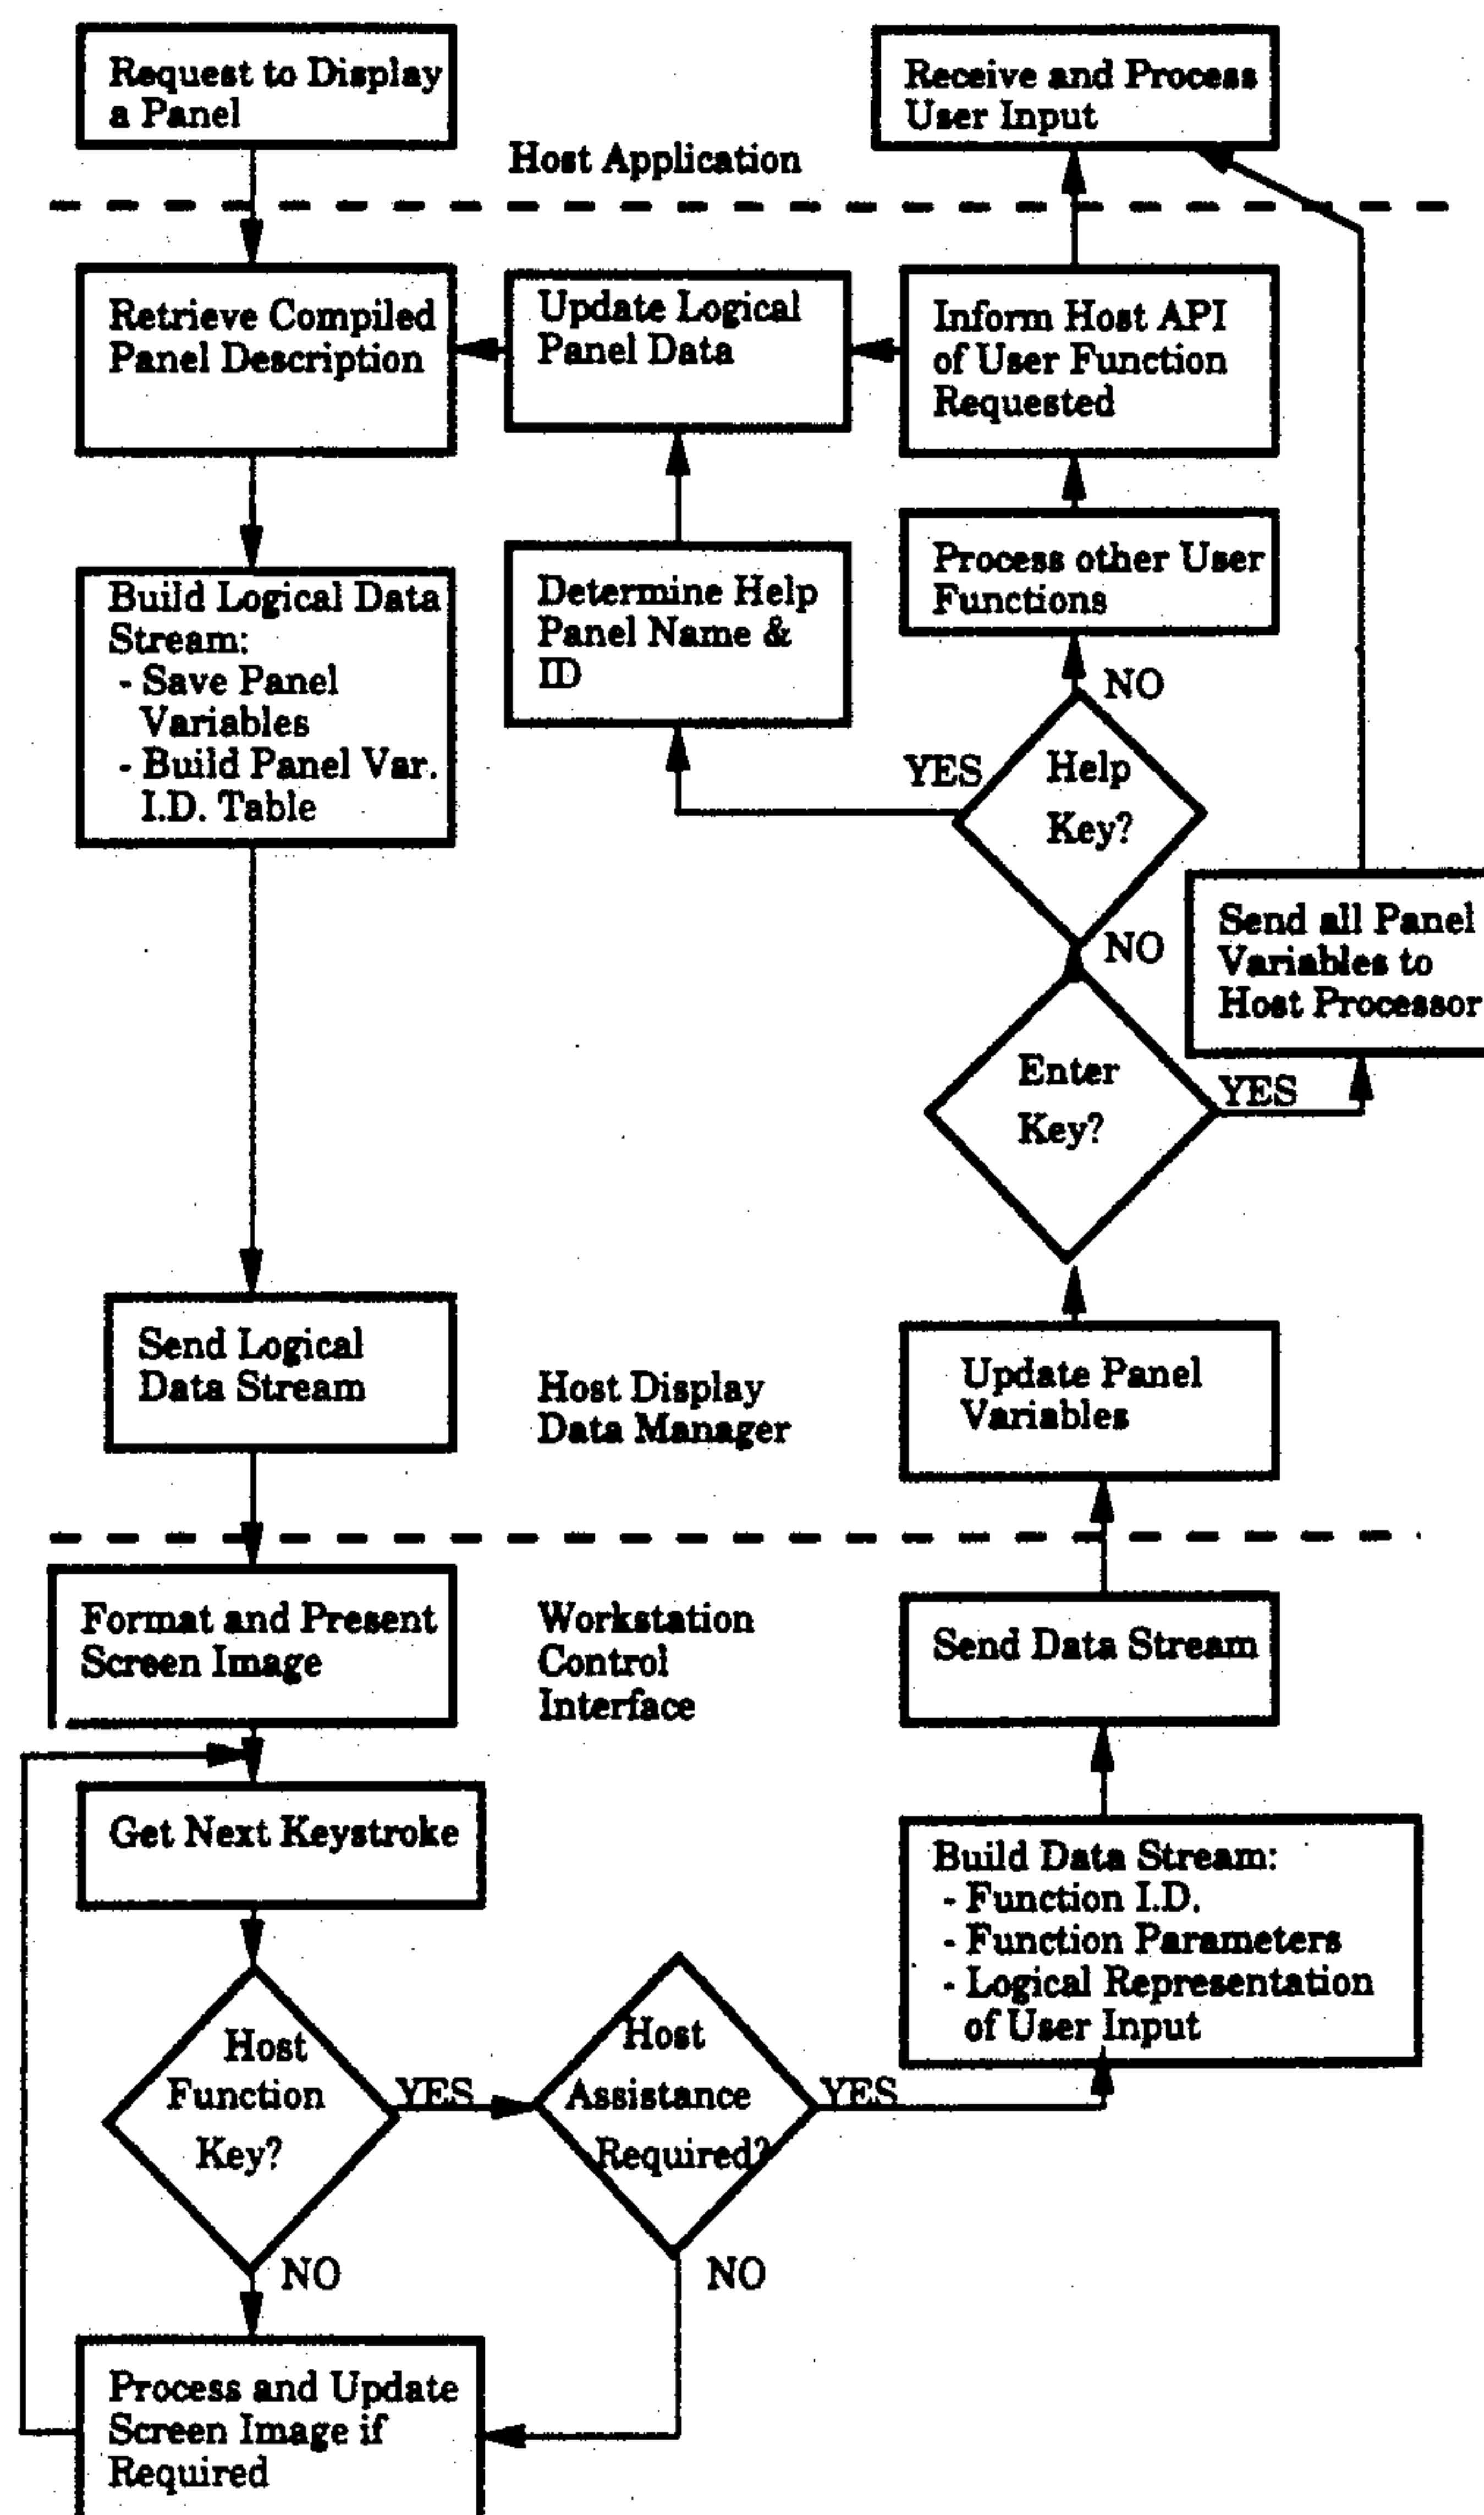 Request to Display
a Panel
Receive and Process
User Input
Host Application
Retrieve Compiled
Panel Description
Update Logical
Panel Data
Inform Host API
of User Function
Requested
Build Logical Data
Stream:
- Save Panel
Variables
- Build Panel Var.
I.D. Table
Determine Help
Panel Name &
ID
Process other User
Functions
NO
YES
Help
Key?
NO
Send all Panel
Variables to
Host Processor
Enter
Key?
YES
Send Logical
Data Stream
Host Display
Data Manager
Update Panel
Variables
Format and Present
Screen Image
Workstation
Control
Interface
Send Data Stream
Get Next Keystroke
Build Data Stream:
- Function I.D.
- Function Parameters
- Logical Representation
of User Input
Host
Function
Key?
YES
Host
Assistance
Required?
YES
NO
NO
Process and Update
Screen Image if
Required